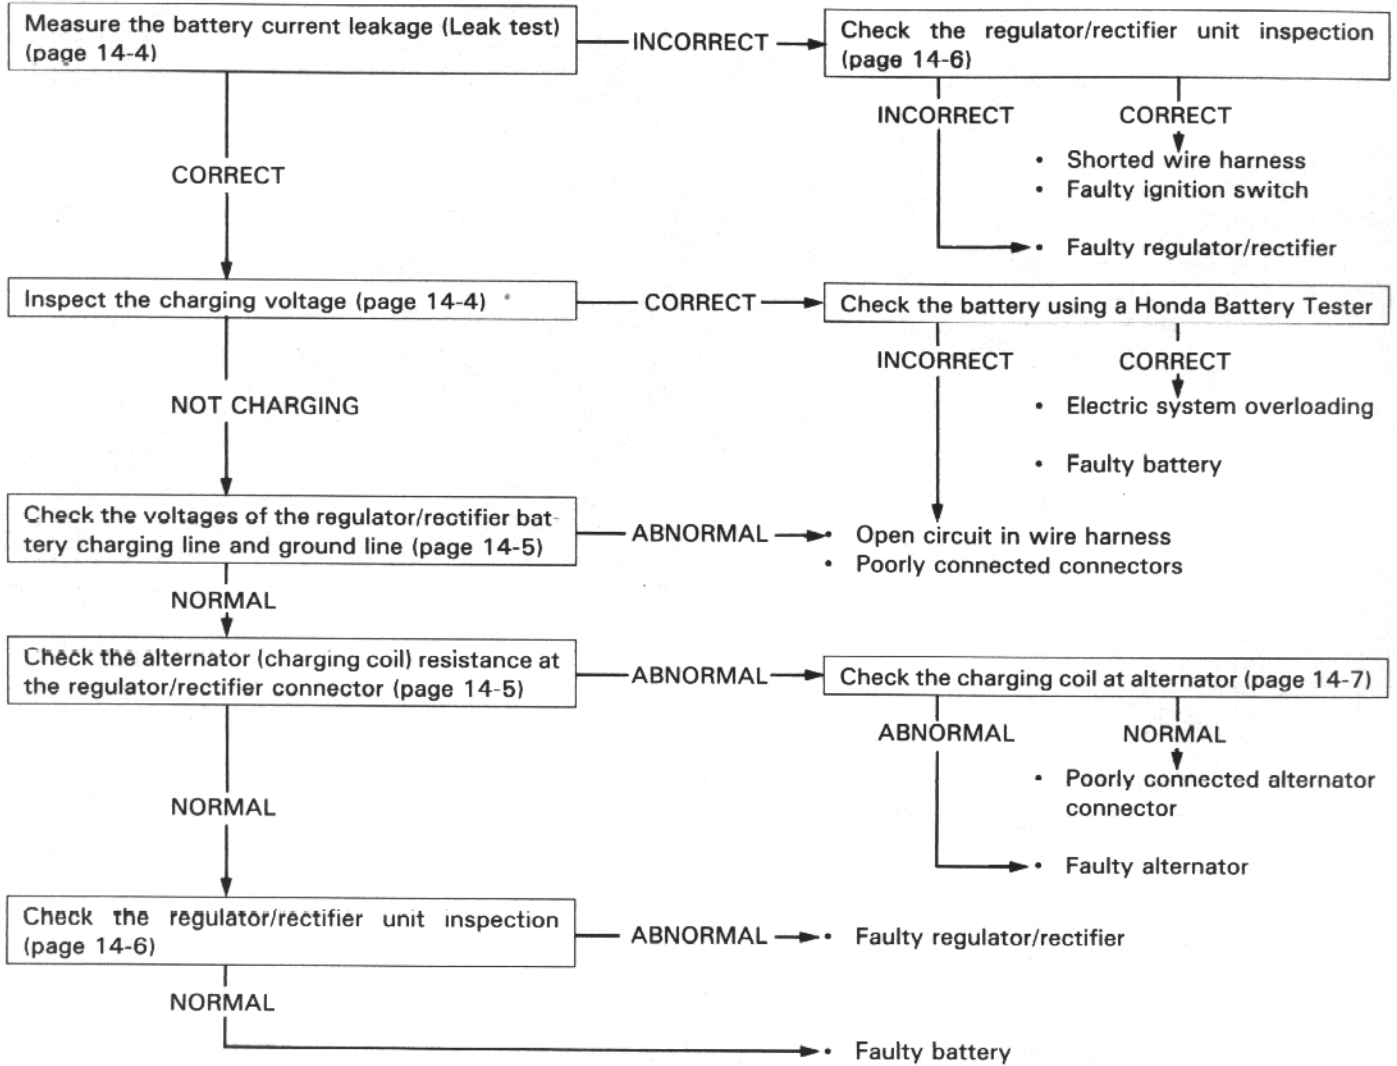 Measure the battery current leakage (Leak test)
(page 14-4)
INCORRECT
Check the regulator/rectifier unit inspection
(page 14-6)
INCORRECT
CORRECT
• Shorted wire harness
• Faulty ignition switch
• Faulty regulator/rectifier
CORRECT
Inspect the charging voltage (page 14-4)
CORRECT
Check the battery using a Honda Battery Tester
INCORRECT
CORRECT
• Electric system overloading
• Faulty battery
NOT CHARGING
Check the voltages of the regulator/rectifier bat-
tery charging line and ground line (page 14-5)
ABNORMAL
• Open circuit in wire harness
• Poorly connected connectors
NORMAL
Check the alternator (charging coil) resistance at
the regulator/rectifier connector (page 14-5)
ABNORMAL
Check the charging coil at alternator (page 14-7)
ABNORMAL
NORMAL
• Poorly connected alternator
connector
• Faulty alternator
NORMAL
Check the regulator/rectifier unit inspection
(page 14-6)
ABNORMAL
• Faulty regulator/rectifier
NORMAL
• Faulty battery